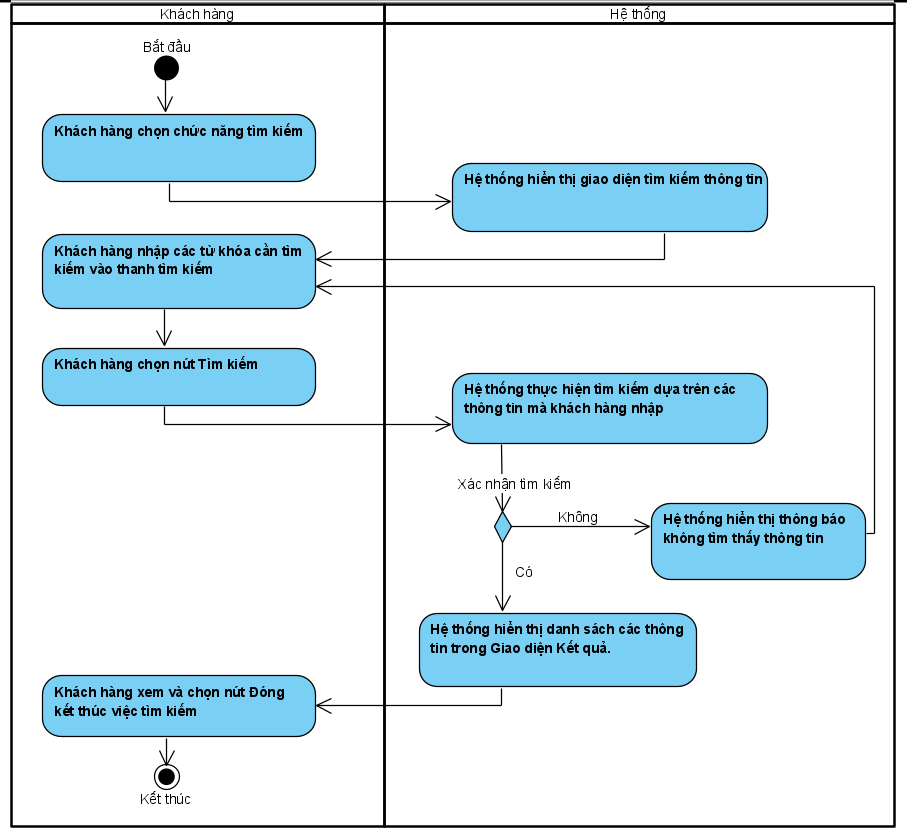 Khách hàng
Hệ thống
Bắt đầu
Khách hàng chọn chức năng tìm kiếm
Hệ thống hiển thị giao diện tìm kiếm thông tin
Khách hàng nhập các từ khóa cần tìm
kiếm vào thanh tìm kiếm
Khách hàng chọn nút Tìm kiếm
Hệ thống thực hiện tìm kiếm dựa trên các
thông tin mà khách hàng nhập
Xác nhận tìm kiếm
Không
Hệ thống hiển thị thông báo
không tìm thấy thông tin
Có
Hệ thống hiển thị danh sách các thông
tin trong Giao diện Kết quả.
Khách hàng xem và chọn nút Đóng
kết thúc việc tìm kiếm
Kết thúc